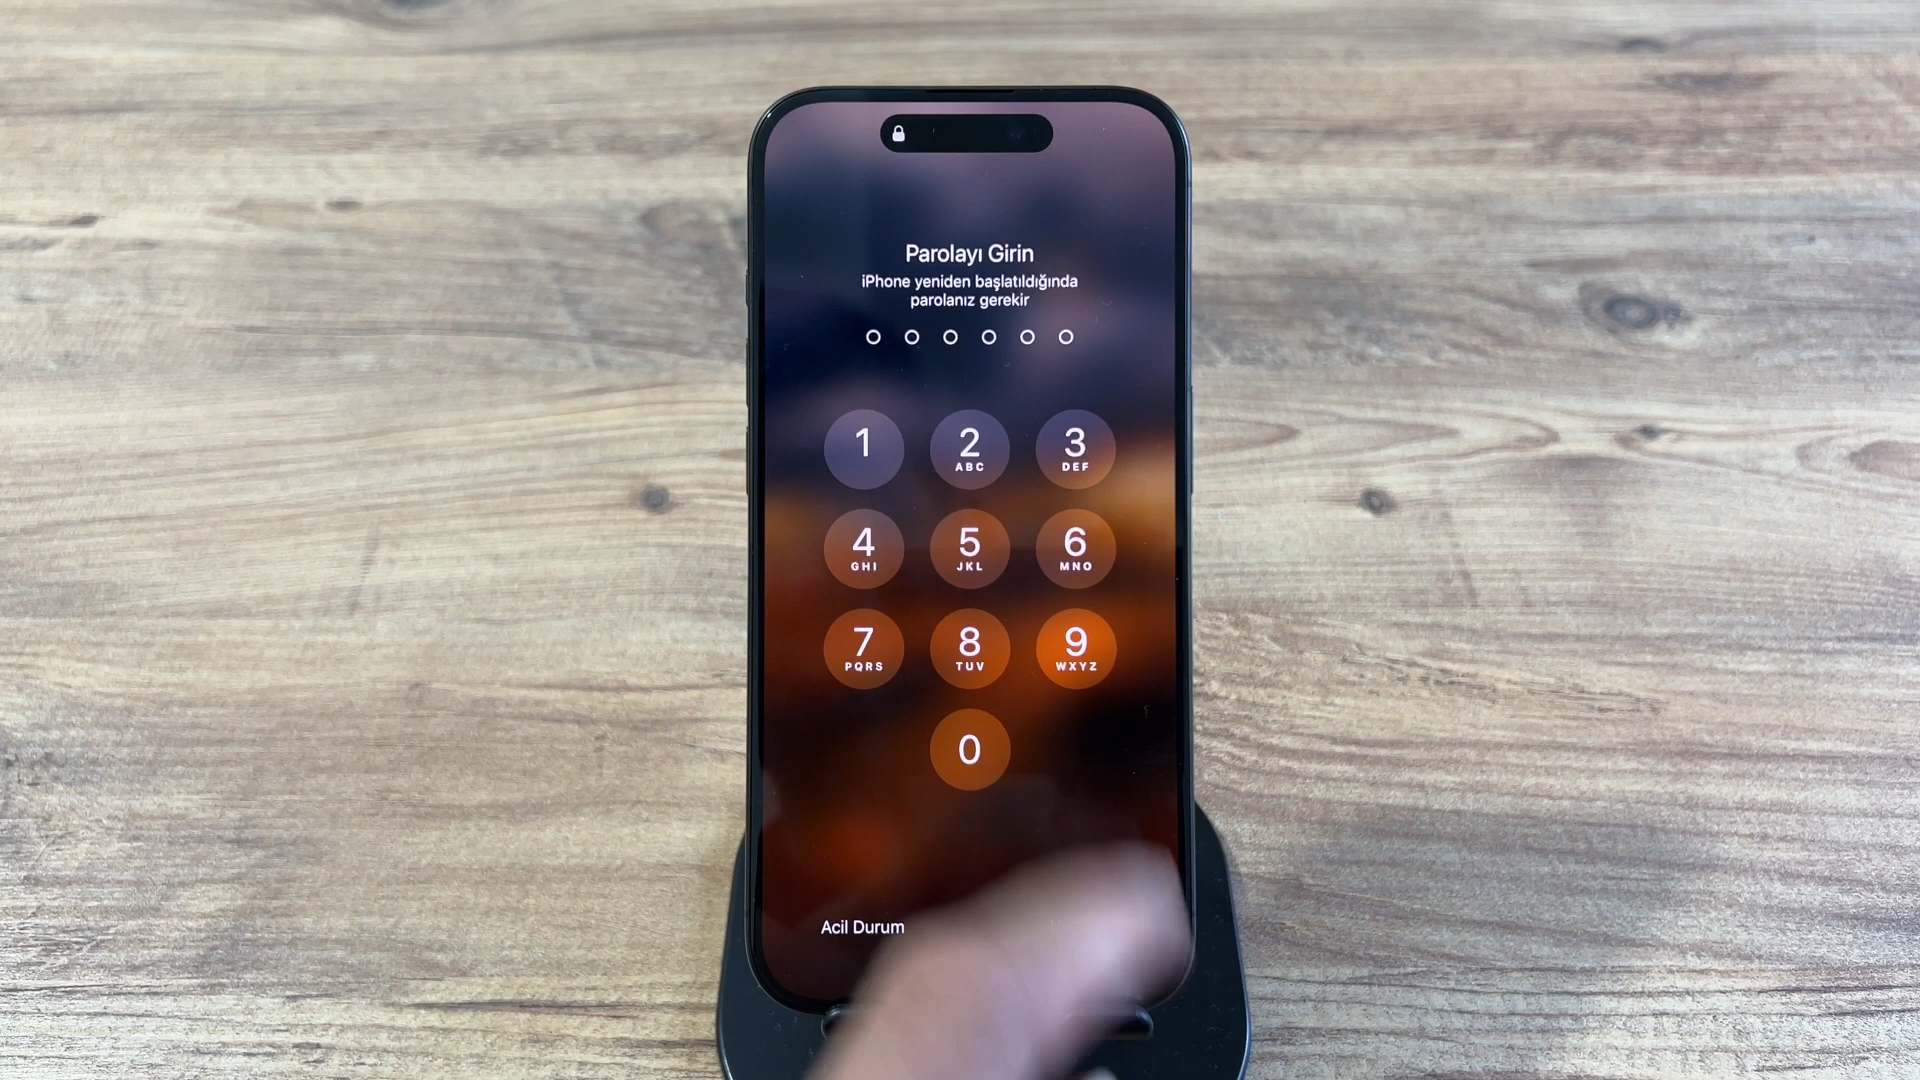 Parolayı Girin
iPhone yeniden başlatıldığında
parolanız gerekir
1 2 3
ABC DEF
4 5 6
GHI JKL MNO
7 8 9
PQRS TUV WXYZ
0
Acil Durum